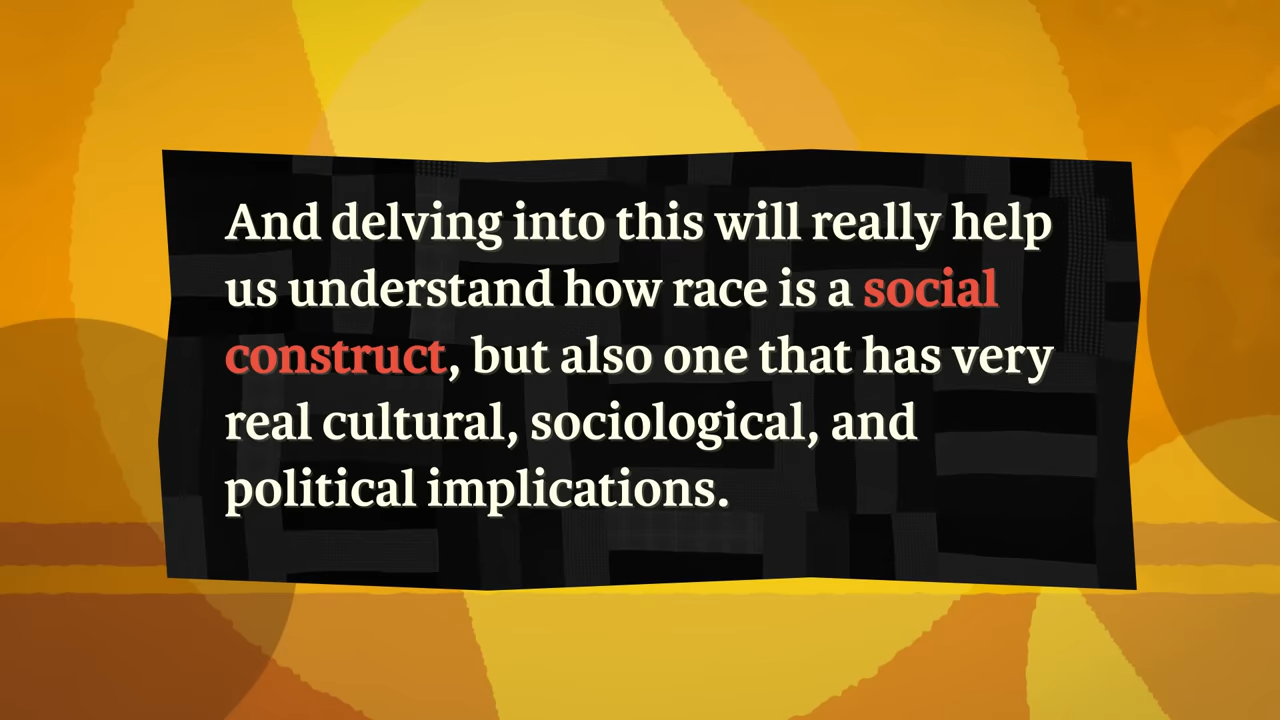 And delving into this will really help
us understand how race is a social
construct, but also one that has very
real cultural, sociological, and
political implications.